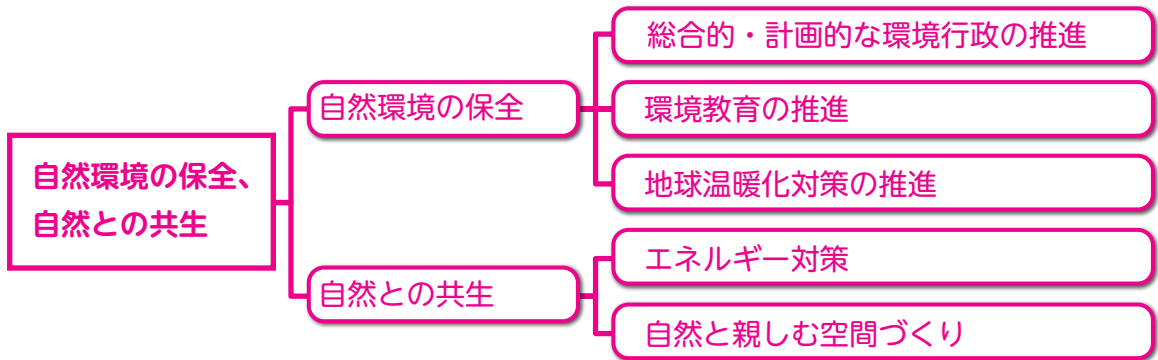 自然環境の保全、
自然との共生
自然環境の保全
総合的・計画的な環境行政の推進
環境教育の推進
地球温暖化対策の推進
自然との共生
エネルギー対策
自然と親しむ空間づくり